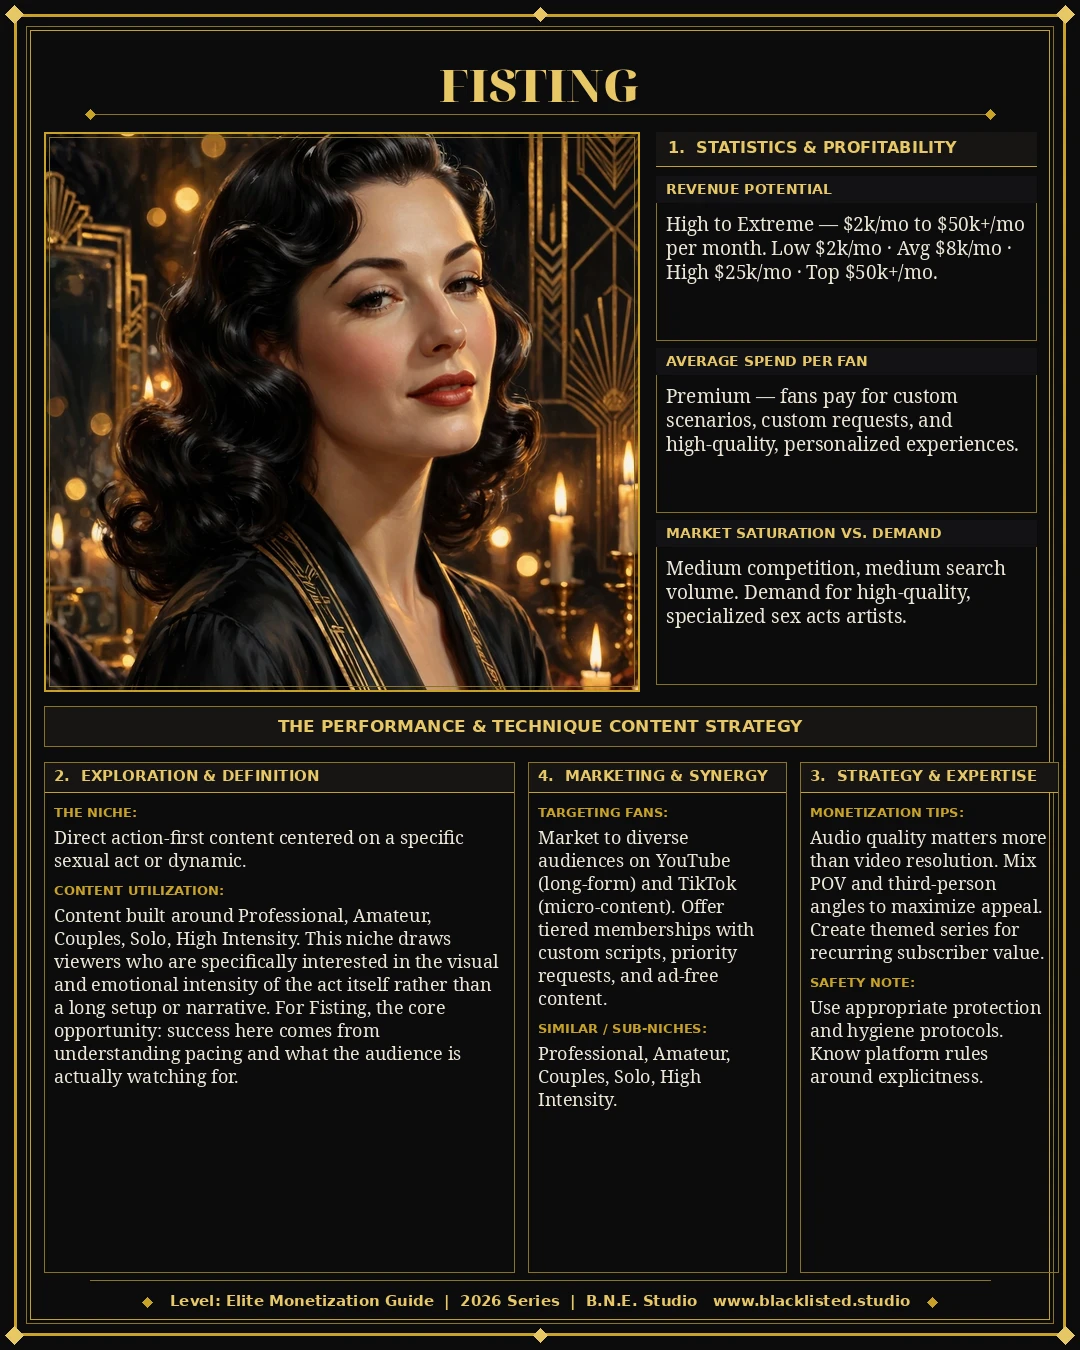 FISTING
1. STATISTICS & PROFITABILITY
REVENUE POTENTIAL
High to Extreme — $2k/mo to $50k+/mo
per month. Low $2k/mo · Avg $8k/mo ·
High $25k/mo · Top $50k+/mo.
AVERAGE SPEND PER FAN
Premium — fans pay for custom
scenarios, custom requests, and
high-quality, personalized experiences.
MARKET SATURATION VS. DEMAND
Medium competition, medium search
volume. Demand for high-quality,
specialized sex acts artists.
THE PERFORMANCE & TECHNIQUE CONTENT STRATEGY
2. EXPLORATION & DEFINITION
THE NICHE:
Direct action-first content centered on a specific
sexual act or dynamic.
CONTENT UTILIZATION:
Content built around Professional, Amateur,
Couples, Solo, High Intensity. This niche draws
viewers who are specifically interested in the visual
and emotional intensity of the act itself rather than
a long setup or narrative. For Fisting, the core
opportunity: success here comes from
understanding pacing and what the audience is
actually watching for.
4. MARKETING & SYNERGY
TARGETING FANS:
Market to diverse
audiences on YouTube
(long-form) and TikTok
(micro-content). Offer
tiered memberships with
custom scripts, priority
requests, and ad-free
content.
SIMILAR / SUB-NICHES:
Professional, Amateur,
Couples, Solo, High
Intensity.
3. STRATEGY & EXPERTISE
MONETIZATION TIPS:
Audio quality matters more
than video resolution. Mix
POV and third-person
angles to maximize appeal.
Create themed series for
recurring subscriber value.
SAFETY NOTE:
Use appropriate protection
and hygiene protocols.
Know platform rules
around explicitness.
Level: Elite Monetization Guide | 2026 Series | B.N.E. Studio www.blacklisted.studio